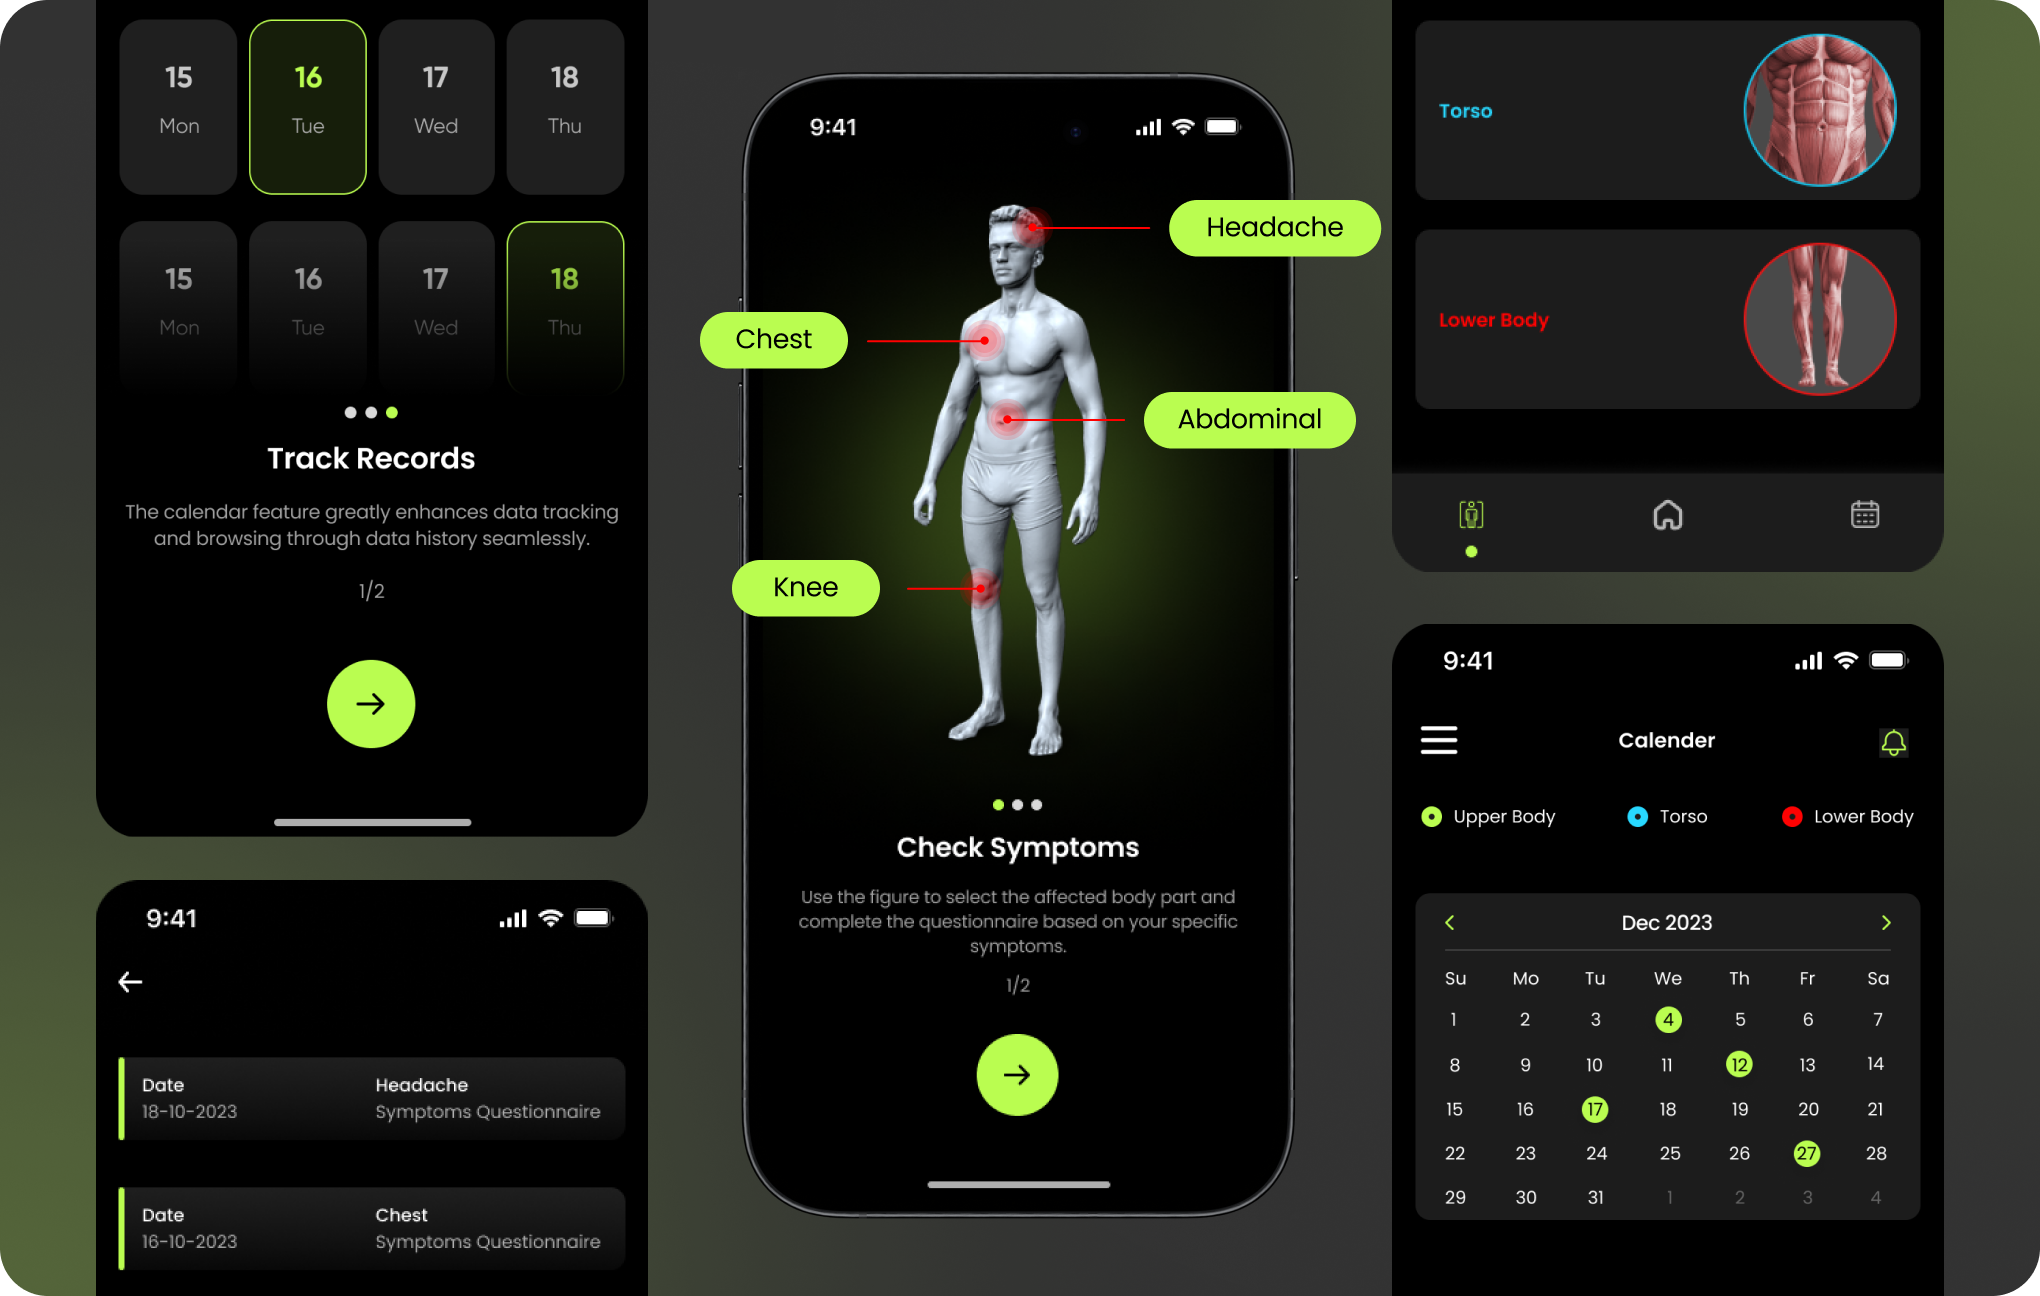 15 16 17 18
Mon Tue Wed Thu
15 16 17 18
Mon Tue Wed Thu
Track Records
The calendar feature greatly enhances data tracking
and browsing through data history seamlessly.
1/2
9:41
Date Headache
18-10-2023 Symptoms Questionnaire
Date Chest
16-10-2023 Symptoms Questionnaire
9:41
Headache
Chest
Abdominal
Knee
Check Symptoms
Use the figure to select the affected body part and
complete the questionnaire based on your specific
symptoms.
1/2
Torso
Lower Body
9:41
Calender
Upper Body Torso Lower Body
Dec 2023
Su Mo Tu We Th Fr Sa
1 2 3 4 5 6 7
8 9 10 11 12 13 14
15 16 17 18 19 20 21
22 23 24 25 26 27 28
29 30 31 1 2 3 4